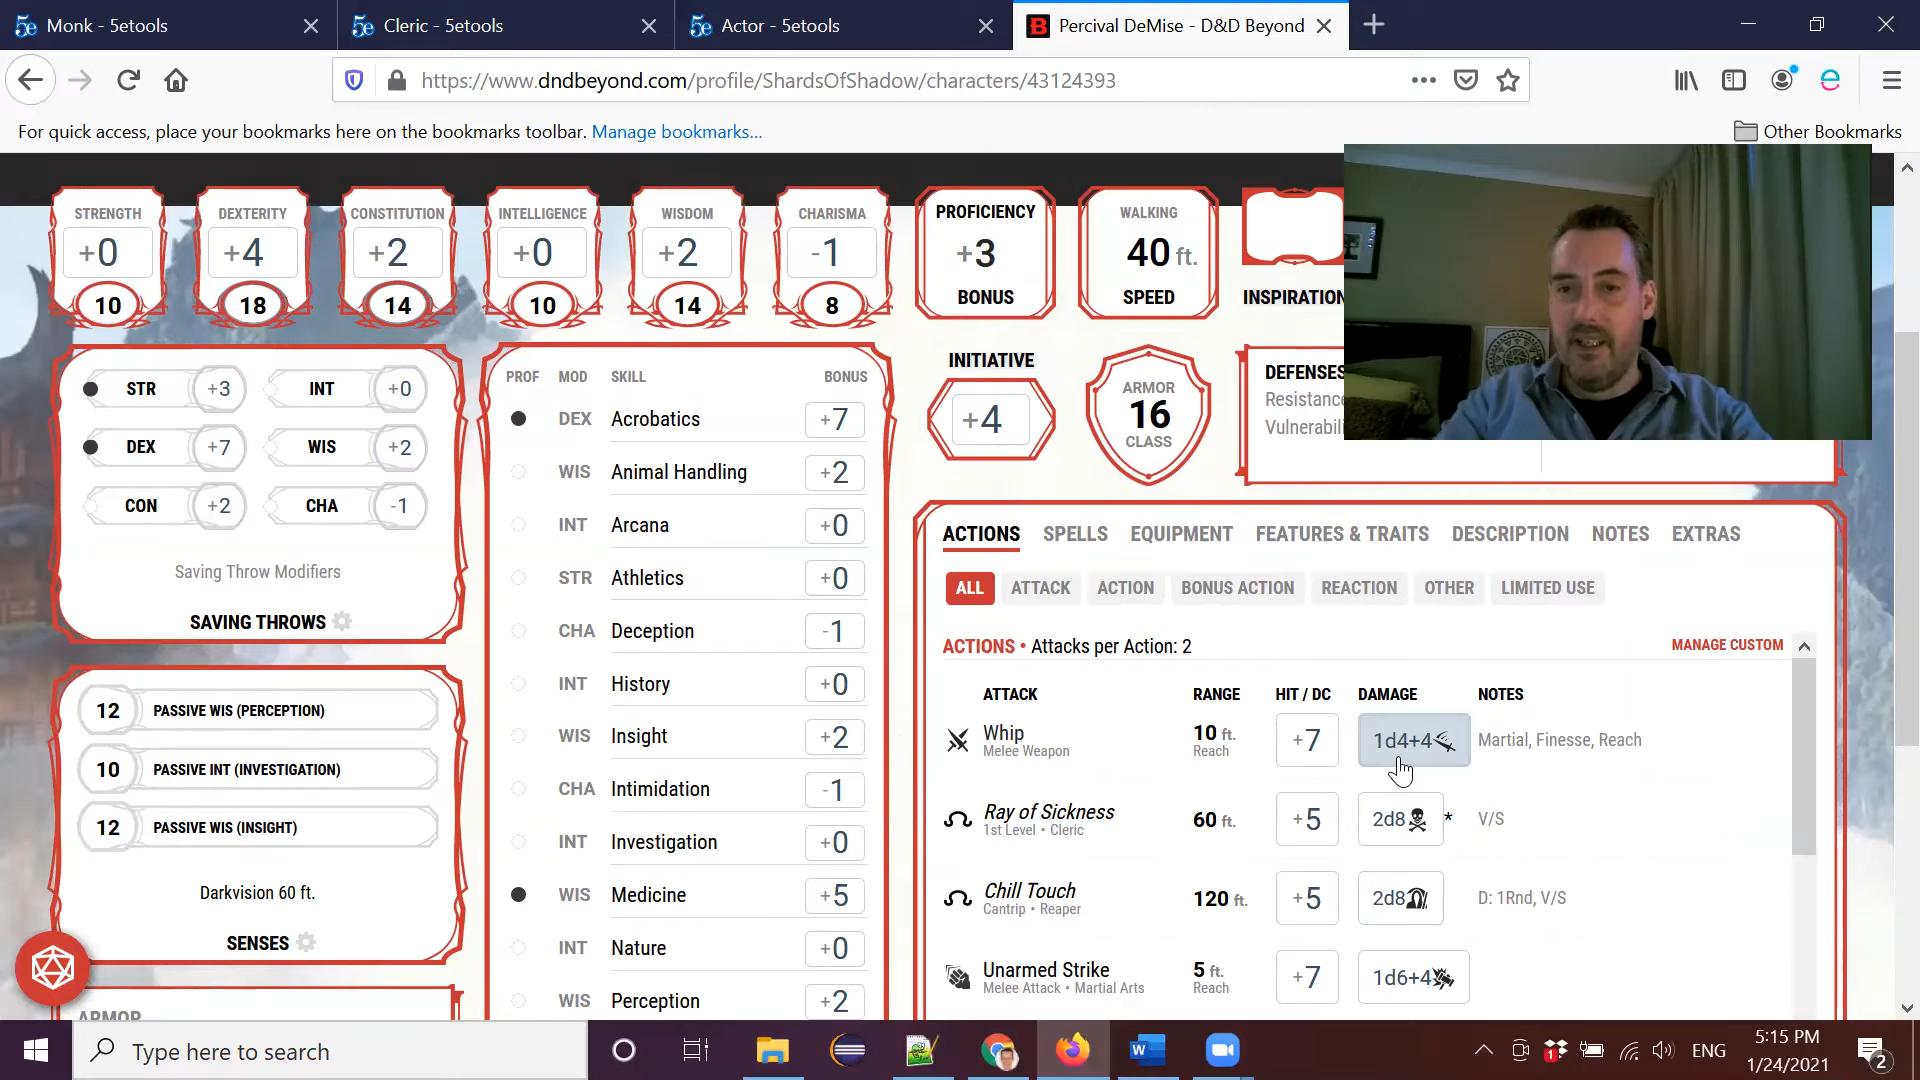 Monk - 5etools
Cleric - 5etools
Actor - 5etools
Percival DeMise - D&D Beyond
https://www.dndbeyond.com/profile/ShardsOfShadow/characters/43124393
For quick access, place your bookmarks here on the bookmarks toolbar. Manage bookmarks...
Other Bookmarks
STRENGTH
+0
10
DEXTERITY
+4
18
CONSTITUTION
+2
14
INTELLIGENCE
+0
10
WISDOM
+2
14
CHARISMA
-1
8
PROFICIENCY
+3
BONUS
WALKING
40 ft.
SPEED
INSPIRATION
STR +3
INT +0
DEX +7
WIS +2
CON +2
CHA -1
Saving Throw Modifiers
SAVING THROWS
12 PASSIVE WIS (PERCEPTION)
10 PASSIVE INT (INVESTIGATION)
12 PASSIVE WIS (INSIGHT)
Darkvision 60 ft.
SENSES
ARMOR
PROF MOD SKILL BONUS
DEX Acrobatics +7
WIS Animal Handling +2
INT Arcana +0
STR Athletics +0
CHA Deception -1
INT History +0
WIS Insight +2
CHA Intimidation -1
INT Investigation +0
WIS Medicine +5
INT Nature +0
WIS Perception +2
INITIATIVE
+4
ARMOR
16
CLASS
DEFENSES
ACTIONS SPELLS EQUIPMENT FEATURES & TRAITS DESCRIPTION NOTES EXTRAS
ALL ATTACK ACTION BONUS ACTION REACTION OTHER LIMITED USE
ACTIONS • Attacks per Action: 2
MANAGE CUSTOM
ATTACK RANGE HIT / DC DAMAGE NOTES
Whip 10 ft. +7 1d4+4 Martial, Finesse, Reach
Melee Weapon Reach
Ray of Sickness 60 ft. +5 2d8 * V/S
1st Level • Cleric
Chill Touch 120 ft. +5 2d8 D: 1Rnd, V/S
Cantrip • Reaper
Unarmed Strike 5 ft. +7 1d6+4
Melee Attack • Martial Arts Reach
Type here to search
ENG
5:15 PM
1/24/2021
2